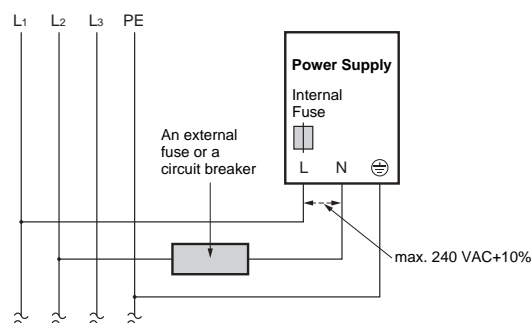 L1 L2 L3 PE
Power Supply
Internal
Fuse
L N
An external
fuse or a
circuit breaker
max. 240 VAC+10%